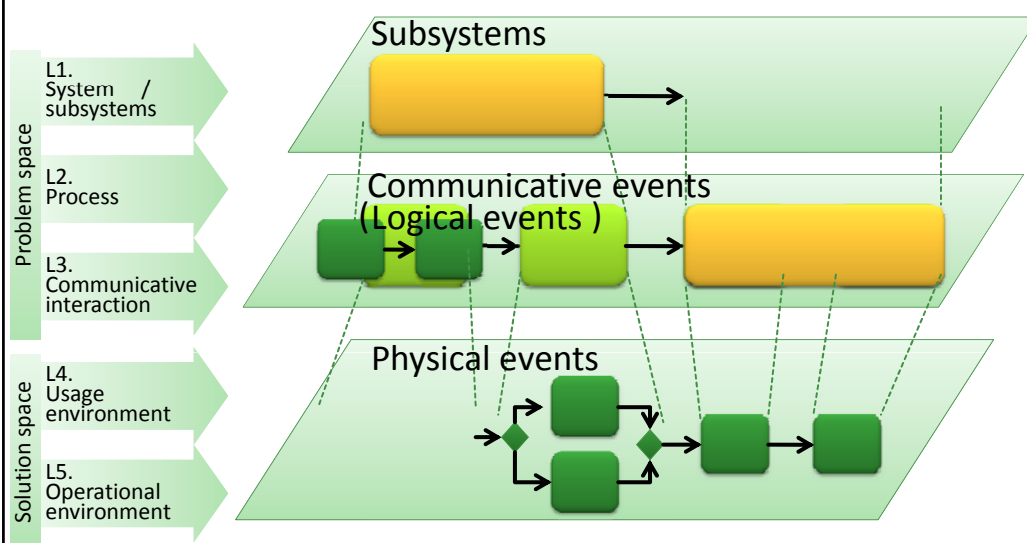 Problem space
L1.
System / 
subsystems
L2.
Process
L3.
Communicative
interaction
Solution space
L4.
Usage
environment
L5.
Operational
environment
Subsystems
Communicative events
(Logical events )
Physical events